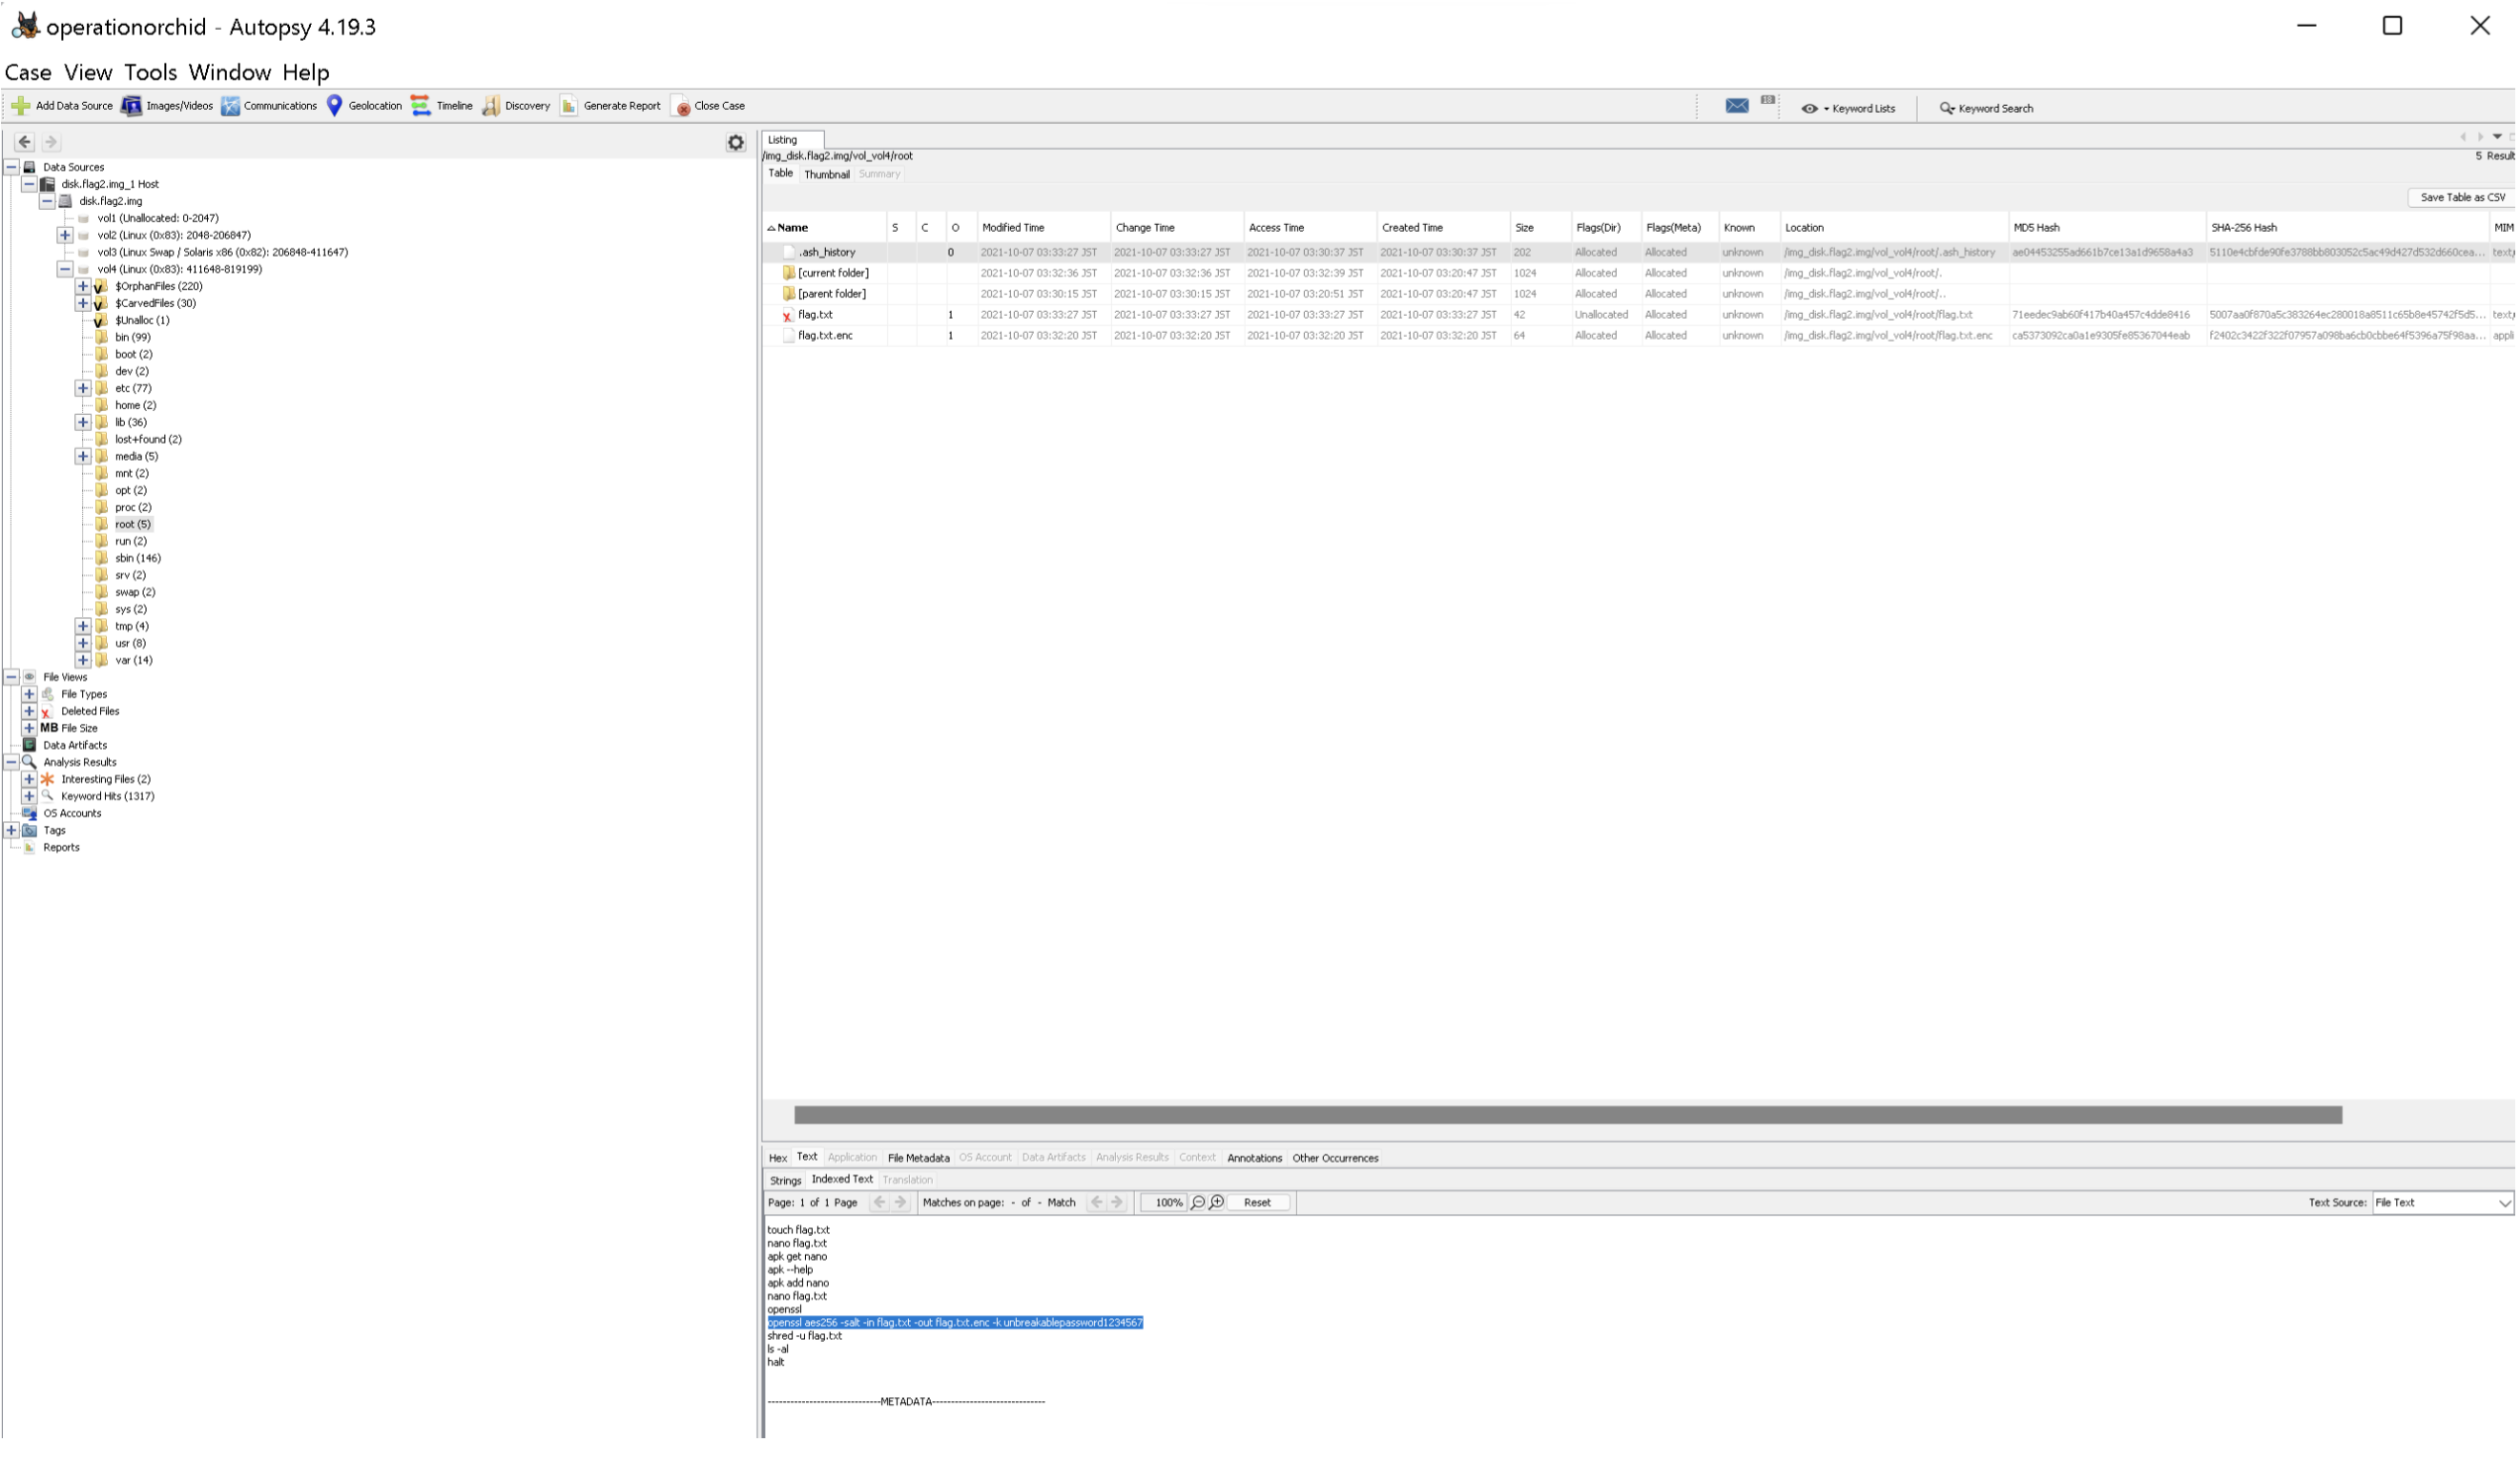 operationorchid - Autopsy 4.19.3
Case View Tools Window Help
Add Data Source Images/Videos Communications Geolocation Timeline Discovery Generate Report Close Case Keyword Lists Keyword Search
Data Sources
disk.flag2.img_1 Host
disk.flag2.img
vol1 (Unallocated: 0-2047)
vol2 (Linux (0x83): 2048-206847)
vol3 (Linux Swap / Solaris x86 (0x82): 206848-411647)
vol4 (Linux (0x83): 411648-819199)
$OrphanFiles (220)
$CarvedFiles (30)
$Unalloc (1)
bin (99)
boot (2)
dev (2)
etc (77)
home (2)
lib (36)
lost+found (2)
media (5)
mnt (2)
opt (2)
proc (2)
root (5)
run (2)
sbin (146)
srv (2)
swap (2)
sys (2)
tmp (4)
usr (8)
var (14)
File Views
File Types
Deleted Files
MB File Size
Data Artifacts
Analysis Results
Interesting Files (2)
Keyword Hits (1317)
OS Accounts
Tags
Reports
Listing
/img_disk.flag2.img/vol_vol4/root
5 Result
Table Thumbnail Summary
Save Table as CSV
Name S C O Modified Time Change Time Access Time Created Time Size Flags(Dir) Flags(Meta) Known Location MD5 Hash SHA-256 Hash MIM
.ash_history 0 2021-10-07 03:33:27 JST 2021-10-07 03:33:27 JST 2021-10-07 03:30:37 JST 2021-10-07 03:30:37 JST 202 Allocated Allocated unknown /img_disk.flag2.img/vol_vol4/root/.ash_history ae04453255ad661b7ce13a1d9658a4a3 5110e4cbfde90fe3788bb803052c5ac49d427d532d660cea... text/
[current folder] 2021-10-07 03:32:36 JST 2021-10-07 03:32:36 JST 2021-10-07 03:32:39 JST 2021-10-07 03:20:47 JST 1024 Allocated Allocated unknown /img_disk.flag2.img/vol_vol4/root/.
[parent folder] 2021-10-07 03:30:15 JST 2021-10-07 03:30:15 JST 2021-10-07 03:20:51 JST 2021-10-07 03:20:47 JST 1024 Allocated Allocated unknown /img_disk.flag2.img/vol_vol4/root/..
flag.txt 1 2021-10-07 03:33:27 JST 2021-10-07 03:33:27 JST 2021-10-07 03:33:27 JST 2021-10-07 03:33:27 JST 42 Unallocated Allocated unknown /img_disk.flag2.img/vol_vol4/root/flag.txt 71eedec9ab60f417b40a457c4dde8416 5007aa0f870a5c383264ec280018a8511c65b8e45742f5d5... text/
flag.txt.enc 1 2021-10-07 03:32:20 JST 2021-10-07 03:32:20 JST 2021-10-07 03:32:20 JST 2021-10-07 03:32:20 JST 64 Allocated Allocated unknown /img_disk.flag2.img/vol_vol4/root/flag.txt.enc ca5373092ca0a1e9305fe85367044eab f2402c3422f322f07957a098ba6cb0cbbe64f5396a75f98aa... appli
Hex Text Application File Metadata OS Account Data Artifacts Analysis Results Context Annotations Other Occurrences
Strings Indexed Text Translation
Page: 1 of 1 Page Matches on page: - of - Match 100% Reset Text Source: File Text
touch flag.txt
nano flag.txt
apk get nano
apk --help
apk add nano
nano flag.txt
openssl
openssl aes256 -salt -in flag.txt -out flag.txt.enc -k unbreakablepassword1234567
shred -u flag.txt
ls -al
halt
------------------------------METADATA------------------------------